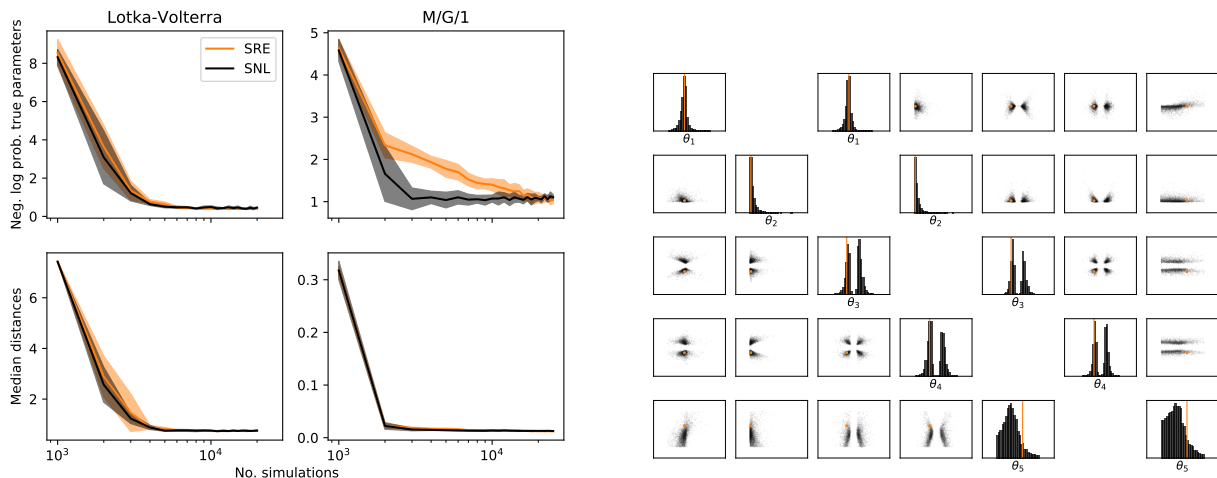 Lotka-Volterra
M/G/1
Neg. log prob. true parameters
8
6
4
2
0
SRE
SNL
5
4
3
2
1
Median distances
6
4
2
10³
10⁴
0.3
0.2
0.1
0.0
10³
10⁴
No. simulations
θ₁
θ₁
θ₂
θ₂
θ₃
θ₃
θ₄
θ₄
θ₅
θ₅